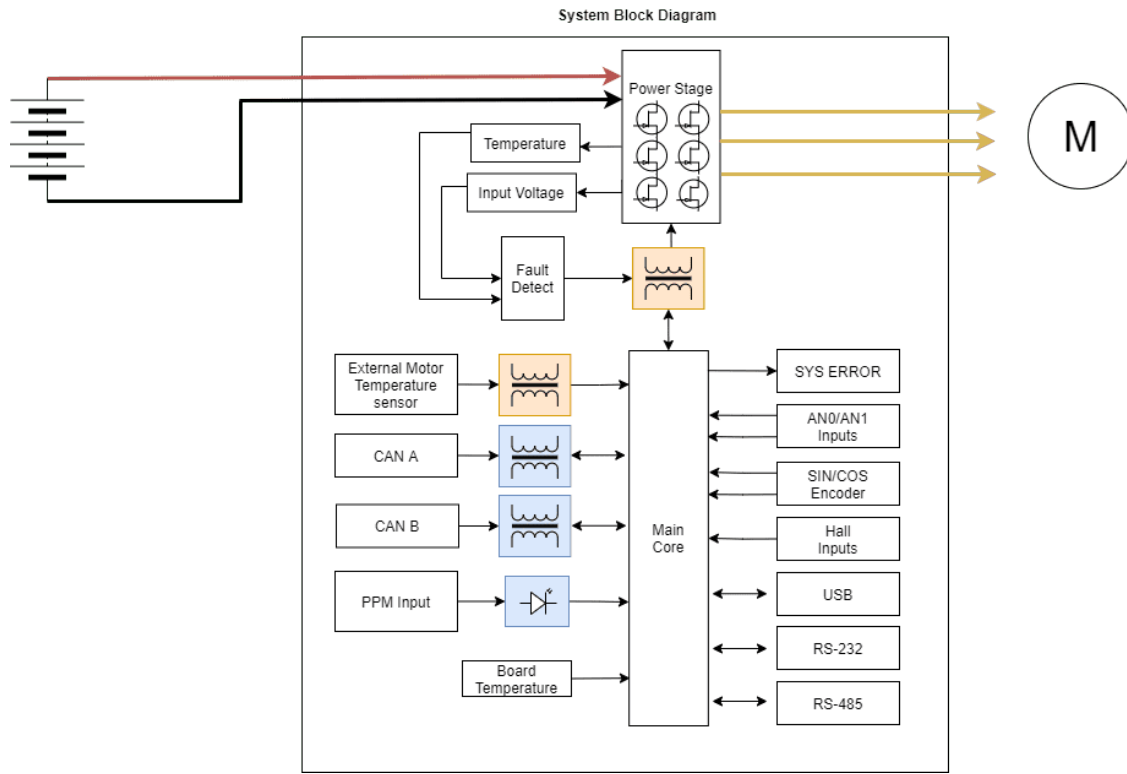 System Block Diagram
Power Stage
Temperature
Input Voltage
Fault
Detect
M
External Motor
Temperature
sensor
CAN A
CAN B
PPM Input
Board
Temperature
Main
Core
SYS ERROR
AN0/AN1
Inputs
SIN/COS
Encoder
Hall
Inputs
USB
RS-232
RS-485